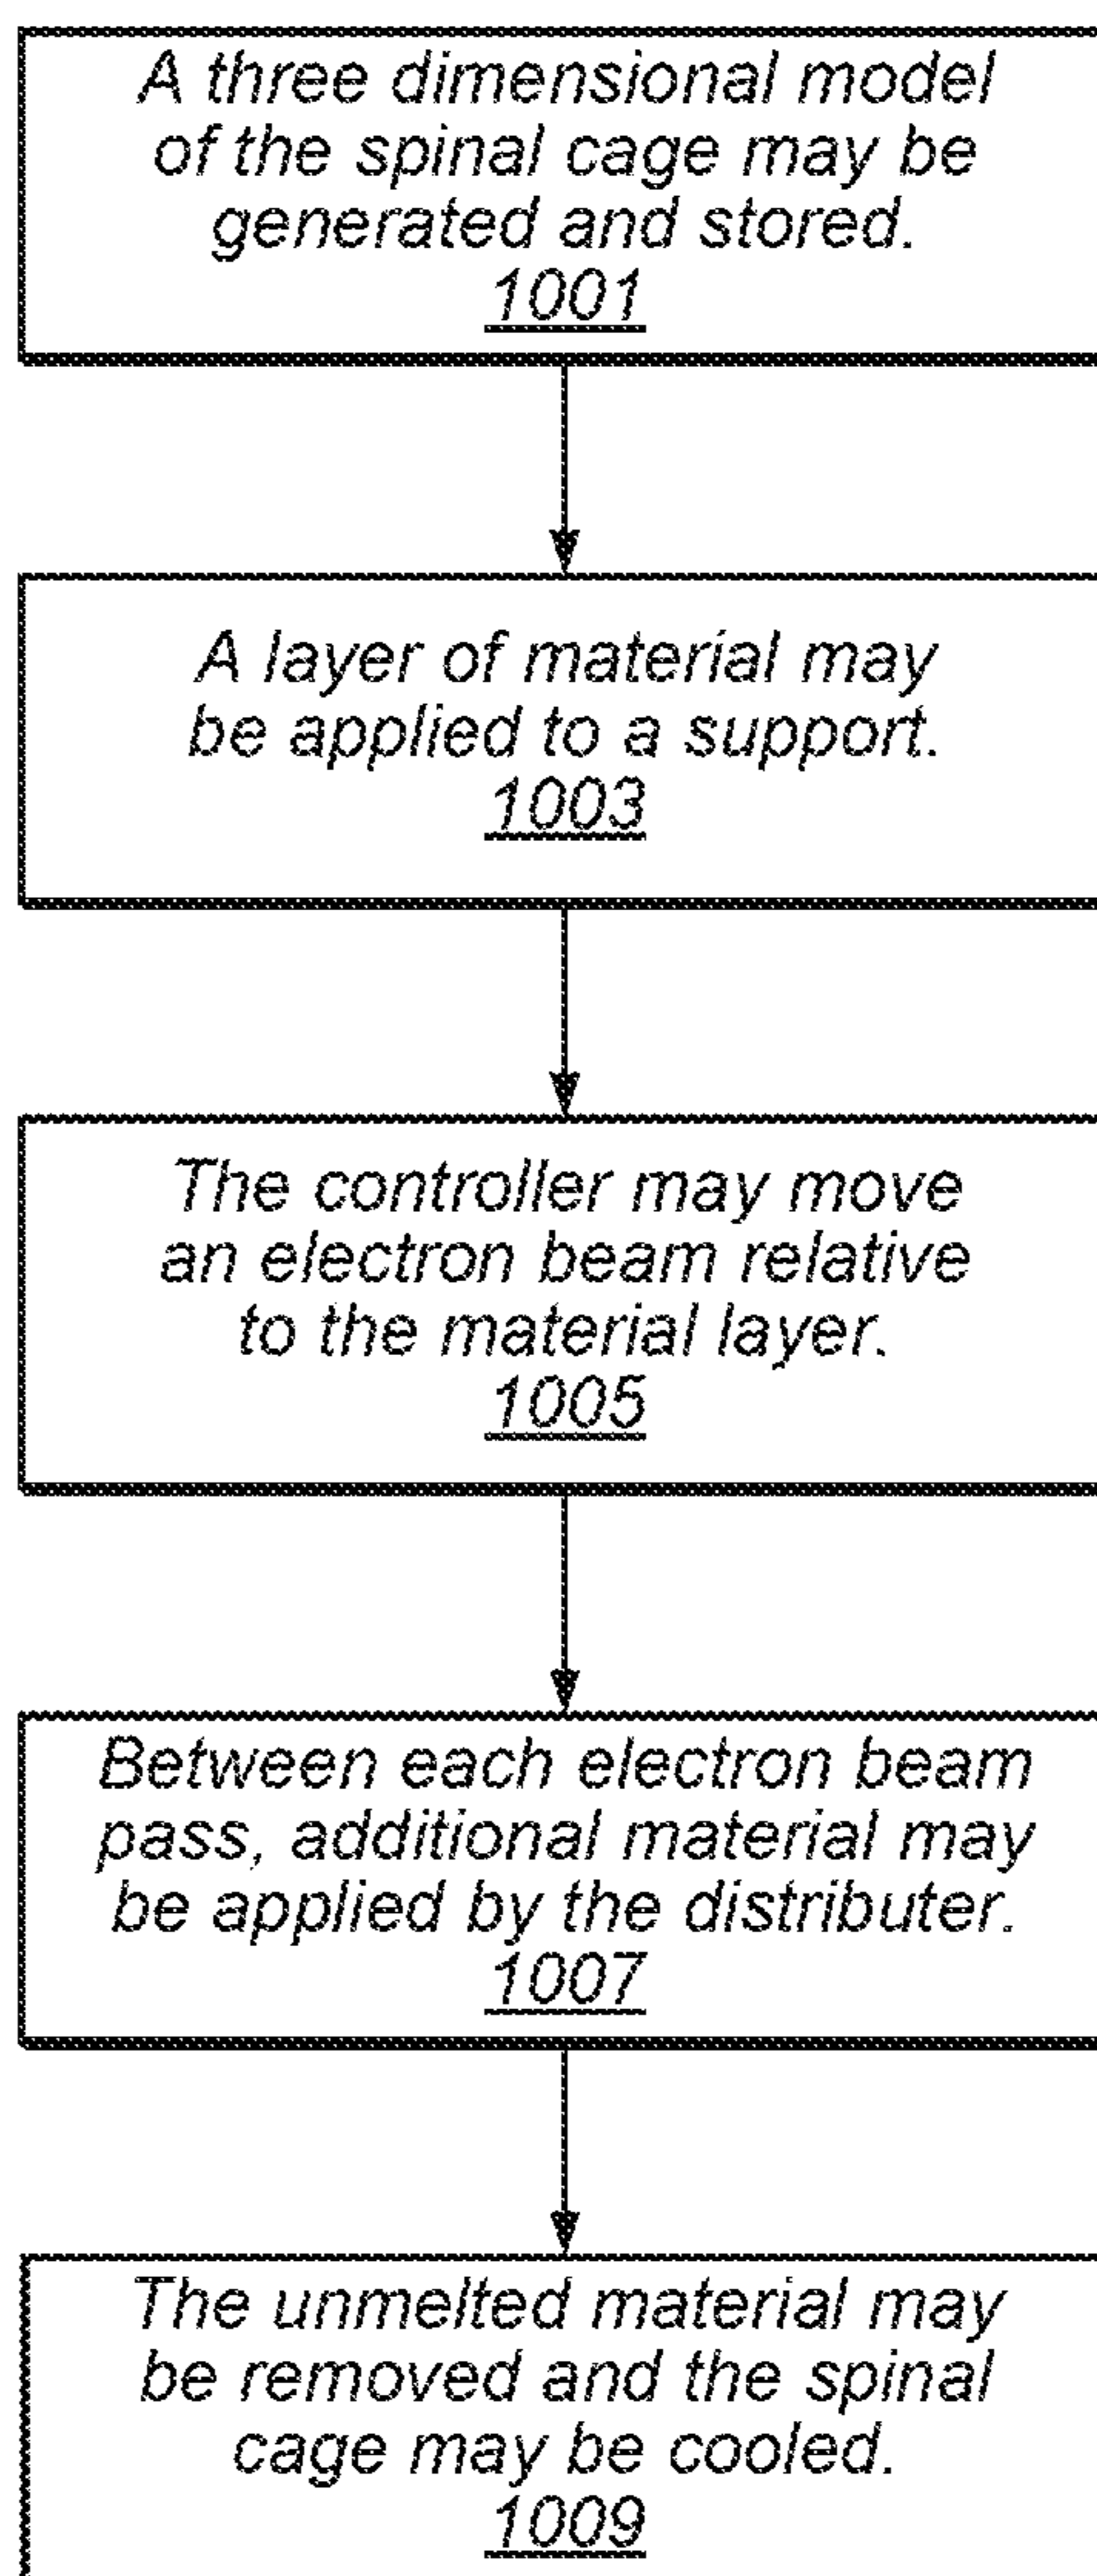 A three dimensional model
of the spinal cage may be
generated and stored.
1001
A layer of material may
be applied to a support.
1003
The controller may move
an electron beam relative
to the material layer.
1005
Between each electron beam
pass, additional material may
be applied by the distributer.
1007
The unmelted material may
be removed and the spinal
cage may be cooled.
1009